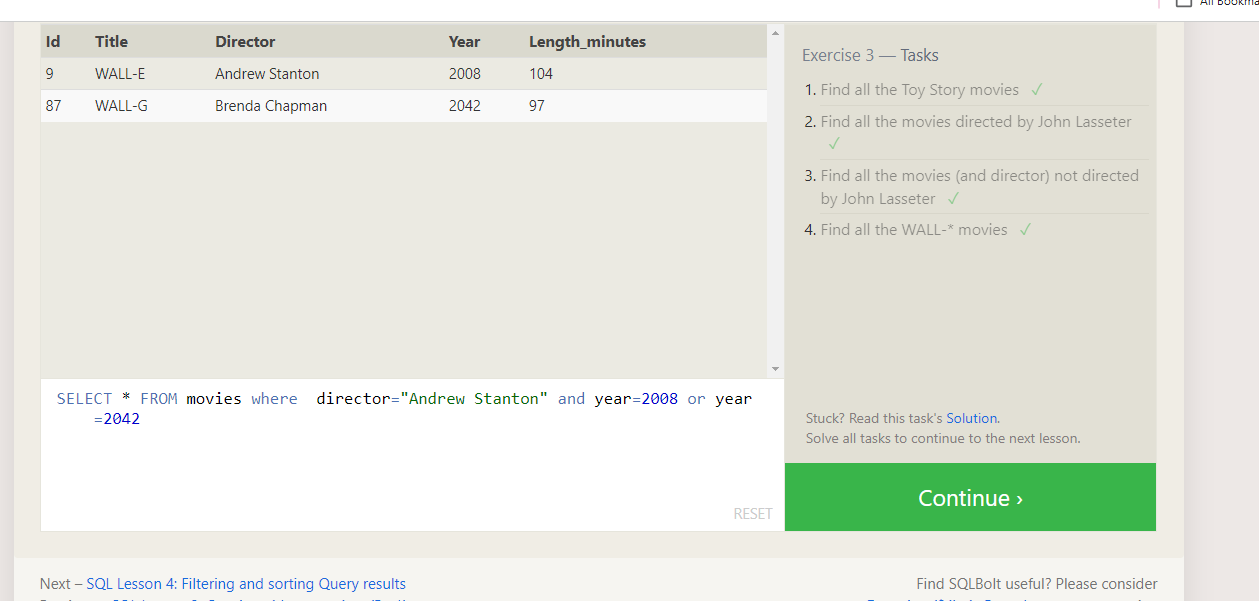 Id Title Director Year Length_minutes
9 WALL-E Andrew Stanton 2008 104
87 WALL-G Brenda Chapman 2042 97
SELECT * FROM movies where  director="Andrew Stanton" and year=2008 or year
=2042
RESET
Exercise 3 — Tasks
1. Find all the Toy Story movies ✓
2. Find all the movies directed by John Lasseter
✓
3. Find all the movies (and director) not directed
by John Lasseter ✓
4. Find all the WALL-* movies ✓
Stuck? Read this task's Solution.
Solve all tasks to continue to the next lesson.
Continue ›
Next – SQL Lesson 4: Filtering and sorting Query results
Find SQLBolt useful? Please consider